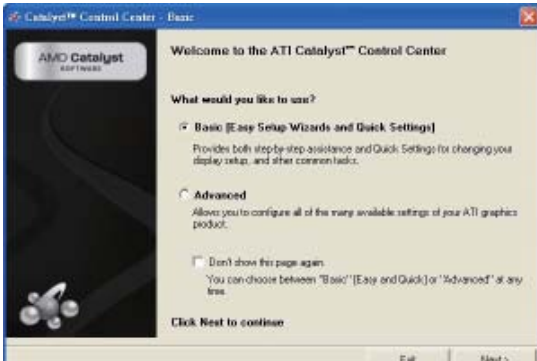 Catalyst™ Control Center - Basic
AMD Catalyst
SOFTWARE
Welcome to the ATI Catalyst™ Control Center
What would you like to use?
Basic [Easy Setup Wizards and Quick Settings]
Provides both step-by-step assistance and Quick Settings for changing your
display setup, and other common tasks.
Advanced
Allows you to configure all of the many available settings of your ATI graphics
product.
Don't show this page again.
You can choose between "Basic" [Easy and Quick] or "Advanced" at any
time.
Click Next to continue
Exit
Next >